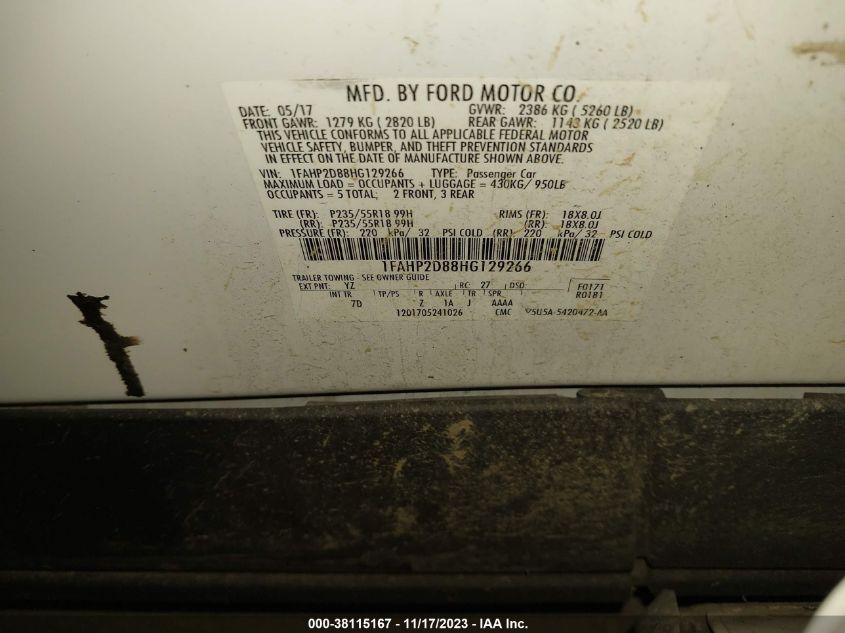 MFD. BY FORD MOTOR CO.
DATE: 05/17 GVWR: 2386 KG ( 5260 LB)
FRONT GAWR: 1279 KG ( 2820 LB) REAR GAWR: 1143 KG ( 2520 LB)
THIS VEHICLE CONFORMS TO ALL APPLICABLE FEDERAL MOTOR
VEHICLE SAFETY, BUMPER, AND THEFT PREVENTION STANDARDS
IN EFFECT ON THE DATE OF MANUFACTURE SHOWN ABOVE.
VIN: 1FAHP2D88HG129266 TYPE: Passenger Car
MAXIMUM LOAD = OCCUPANTS + LUGGAGE = 430KG/ 950LB
OCCUPANTS = 5 TOTAL; 2 FRONT, 3 REAR
TIRE (FR): P235/55R18 99H RIMS (FR): 18X8.0J
(RR): P235/55R18 99H (RR): 18X8.0J
PRESSURE (FR): 220 kPa/ 32 PSI COLD (RR): 220 kPa/ 32 PSI COLD
1FAHP2D88HG129266
TRAILER TOWING - SEE OWNER GUIDE
EXT PNT: YZ RC: 27 DSO F0171
INT TR TP/PS R AXLE TR SPR R0181
7D Z 1A J AAAA
1201705241026 CMC 5U5A-5420472-AA
000-38115167 - 11/17/2023 - IAA Inc.